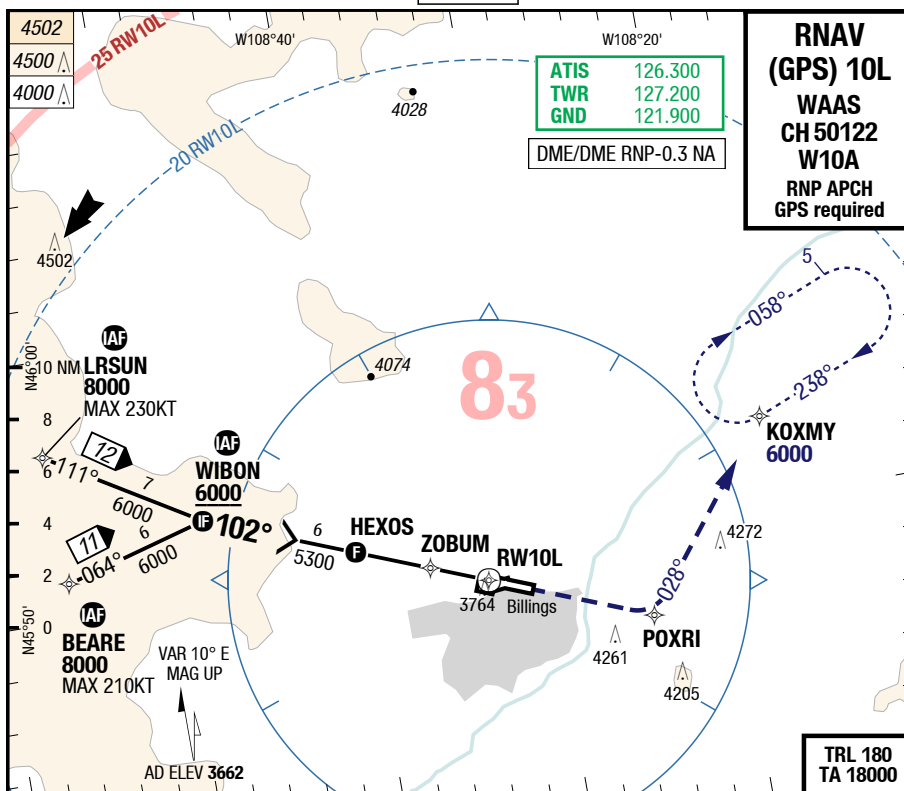 4502
4500
4000
25 RW10L
W108°40'
W108°20'
ATIS 126.300
TWR 127.200
GND 121.900
DME/DME RNP-0.3 NA
RNAV
(GPS) 10L
WAAS
CH 50122
W10A
RNP APCH
GPS required
4028
20 RW10L
4502
5
058°
238°
KOXMY
6000
N46°00'
10 NM
8
6
4
2
0
N45°50'
IAF
LRSUN
8000
MAX 230KT
4074
83
12
111°
7
6000
IAF
WIBON
6000
IF
102°
11
064°
6
6000
6
5300
HEXOS
F
ZOBUM
RW10L
3764
Billings
4272
028°
POXRI
4261
4205
IAF
BEARE
8000
MAX 210KT
VAR 10° E
MAG UP
AD ELEV 3662
TRL 180
TA 18000